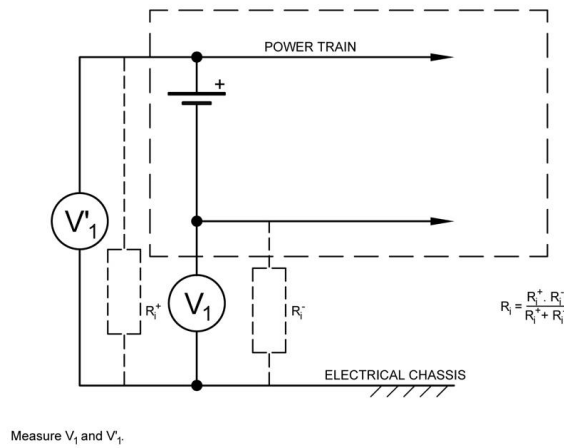 POWER TRAIN
+
V'₁
Rᵢ⁺
V₁
Rᵢ⁻
Rᵢ = Rᵢ⁺ . Rᵢ⁻ / Rᵢ⁺ + Rᵢ⁻
ELECTRICAL CHASSIS
Measure V₁ and V'₁.